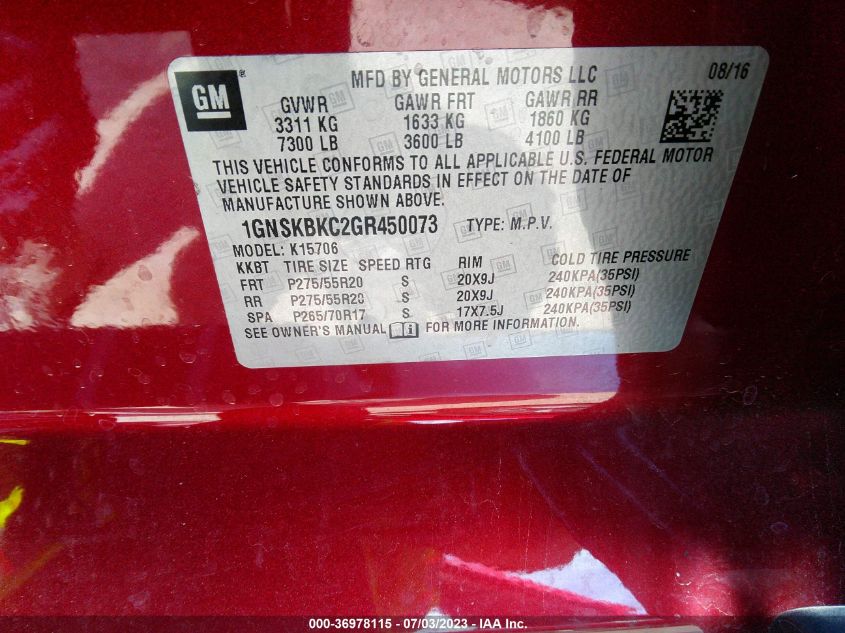 GM®
MFD BY GENERAL MOTORS LLC 08/16
GVWR GAWR FRT GAWR RR
3311 KG 1633 KG 1860 KG
7300 LB 3600 LB 4100 LB
THIS VEHICLE CONFORMS TO ALL APPLICABLE U.S. FEDERAL MOTOR
VEHICLE SAFETY STANDARDS IN EFFECT ON THE DATE OF
MANUFACTURE SHOWN ABOVE.
1GNSKBKC2GR450073 TYPE: M.P.V.
MODEL: K15706
KKBT TIRE SIZE SPEED RTG RIM COLD TIRE PRESSURE
FRT P275/55R20 S 20X9J 240KPA(35PSI)
RR P275/55R20 S 20X9J 240KPA(35PSI)
SPA P265/70R17 S 17X7.5J 240KPA(35PSI)
SEE OWNER'S MANUAL i FOR MORE INFORMATION.
000-36978115 - 07/03/2023 - IAA Inc.